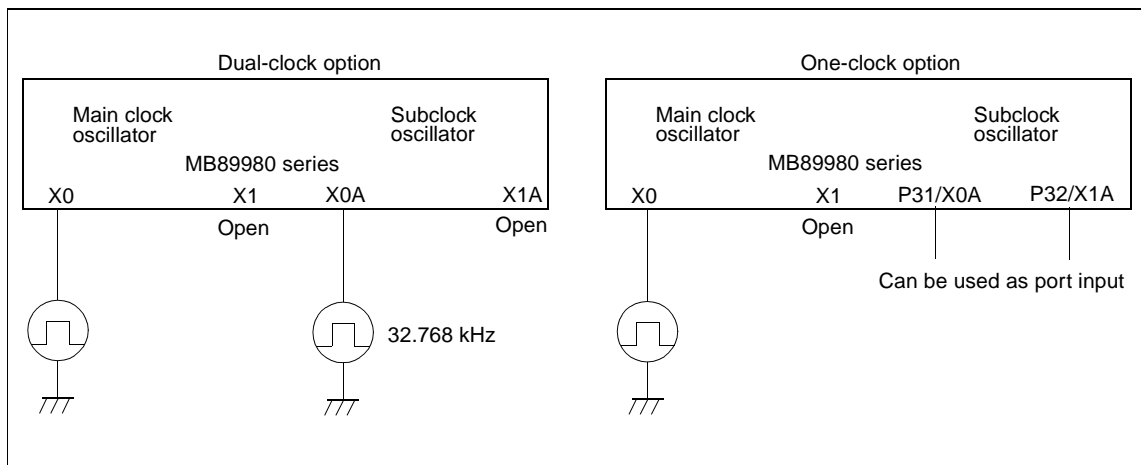 Dual-clock option
Main clock
oscillator
Subclock
oscillator
MB89980 series
X0
X1
X0A
X1A
Open
Open
32.768 kHz
One-clock option
Main clock
oscillator
Subclock
oscillator
MB89980 series
X0
X1
P31/X0A
P32/X1A
Open
Can be used as port input